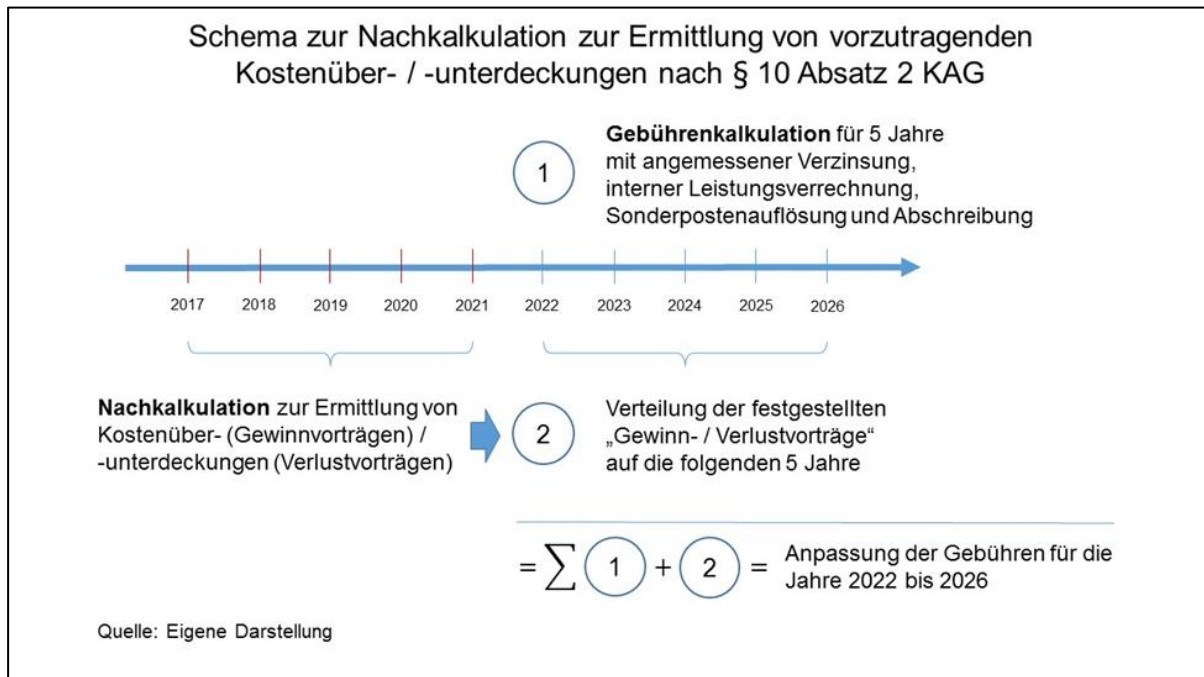 Schema zur Nachkalkulation zur Ermittlung von vorzutragenden
Kostenüber- / -unterdeckungen nach § 10 Absatz 2 KAG
1
Gebührenkalkulation für 5 Jahre
mit angemessener Verzinsung,
interner Leistungsverrechnung,
Sonderpostenauflösung und Abschreibung
2017 2018 2019 2020 2021 2022 2023 2024 2025 2026
Nachkalkulation zur Ermittlung von
Kostenüber- (Gewinnvorträgen) /
-unterdeckungen (Verlustvorträgen)
2
Verteilung der festgestellten
„Gewinn- / Verlustvorträge“
auf die folgenden 5 Jahre
= ∑ 1 + 2 =
Anpassung der Gebühren für die
Jahre 2022 bis 2026
Quelle: Eigene Darstellung